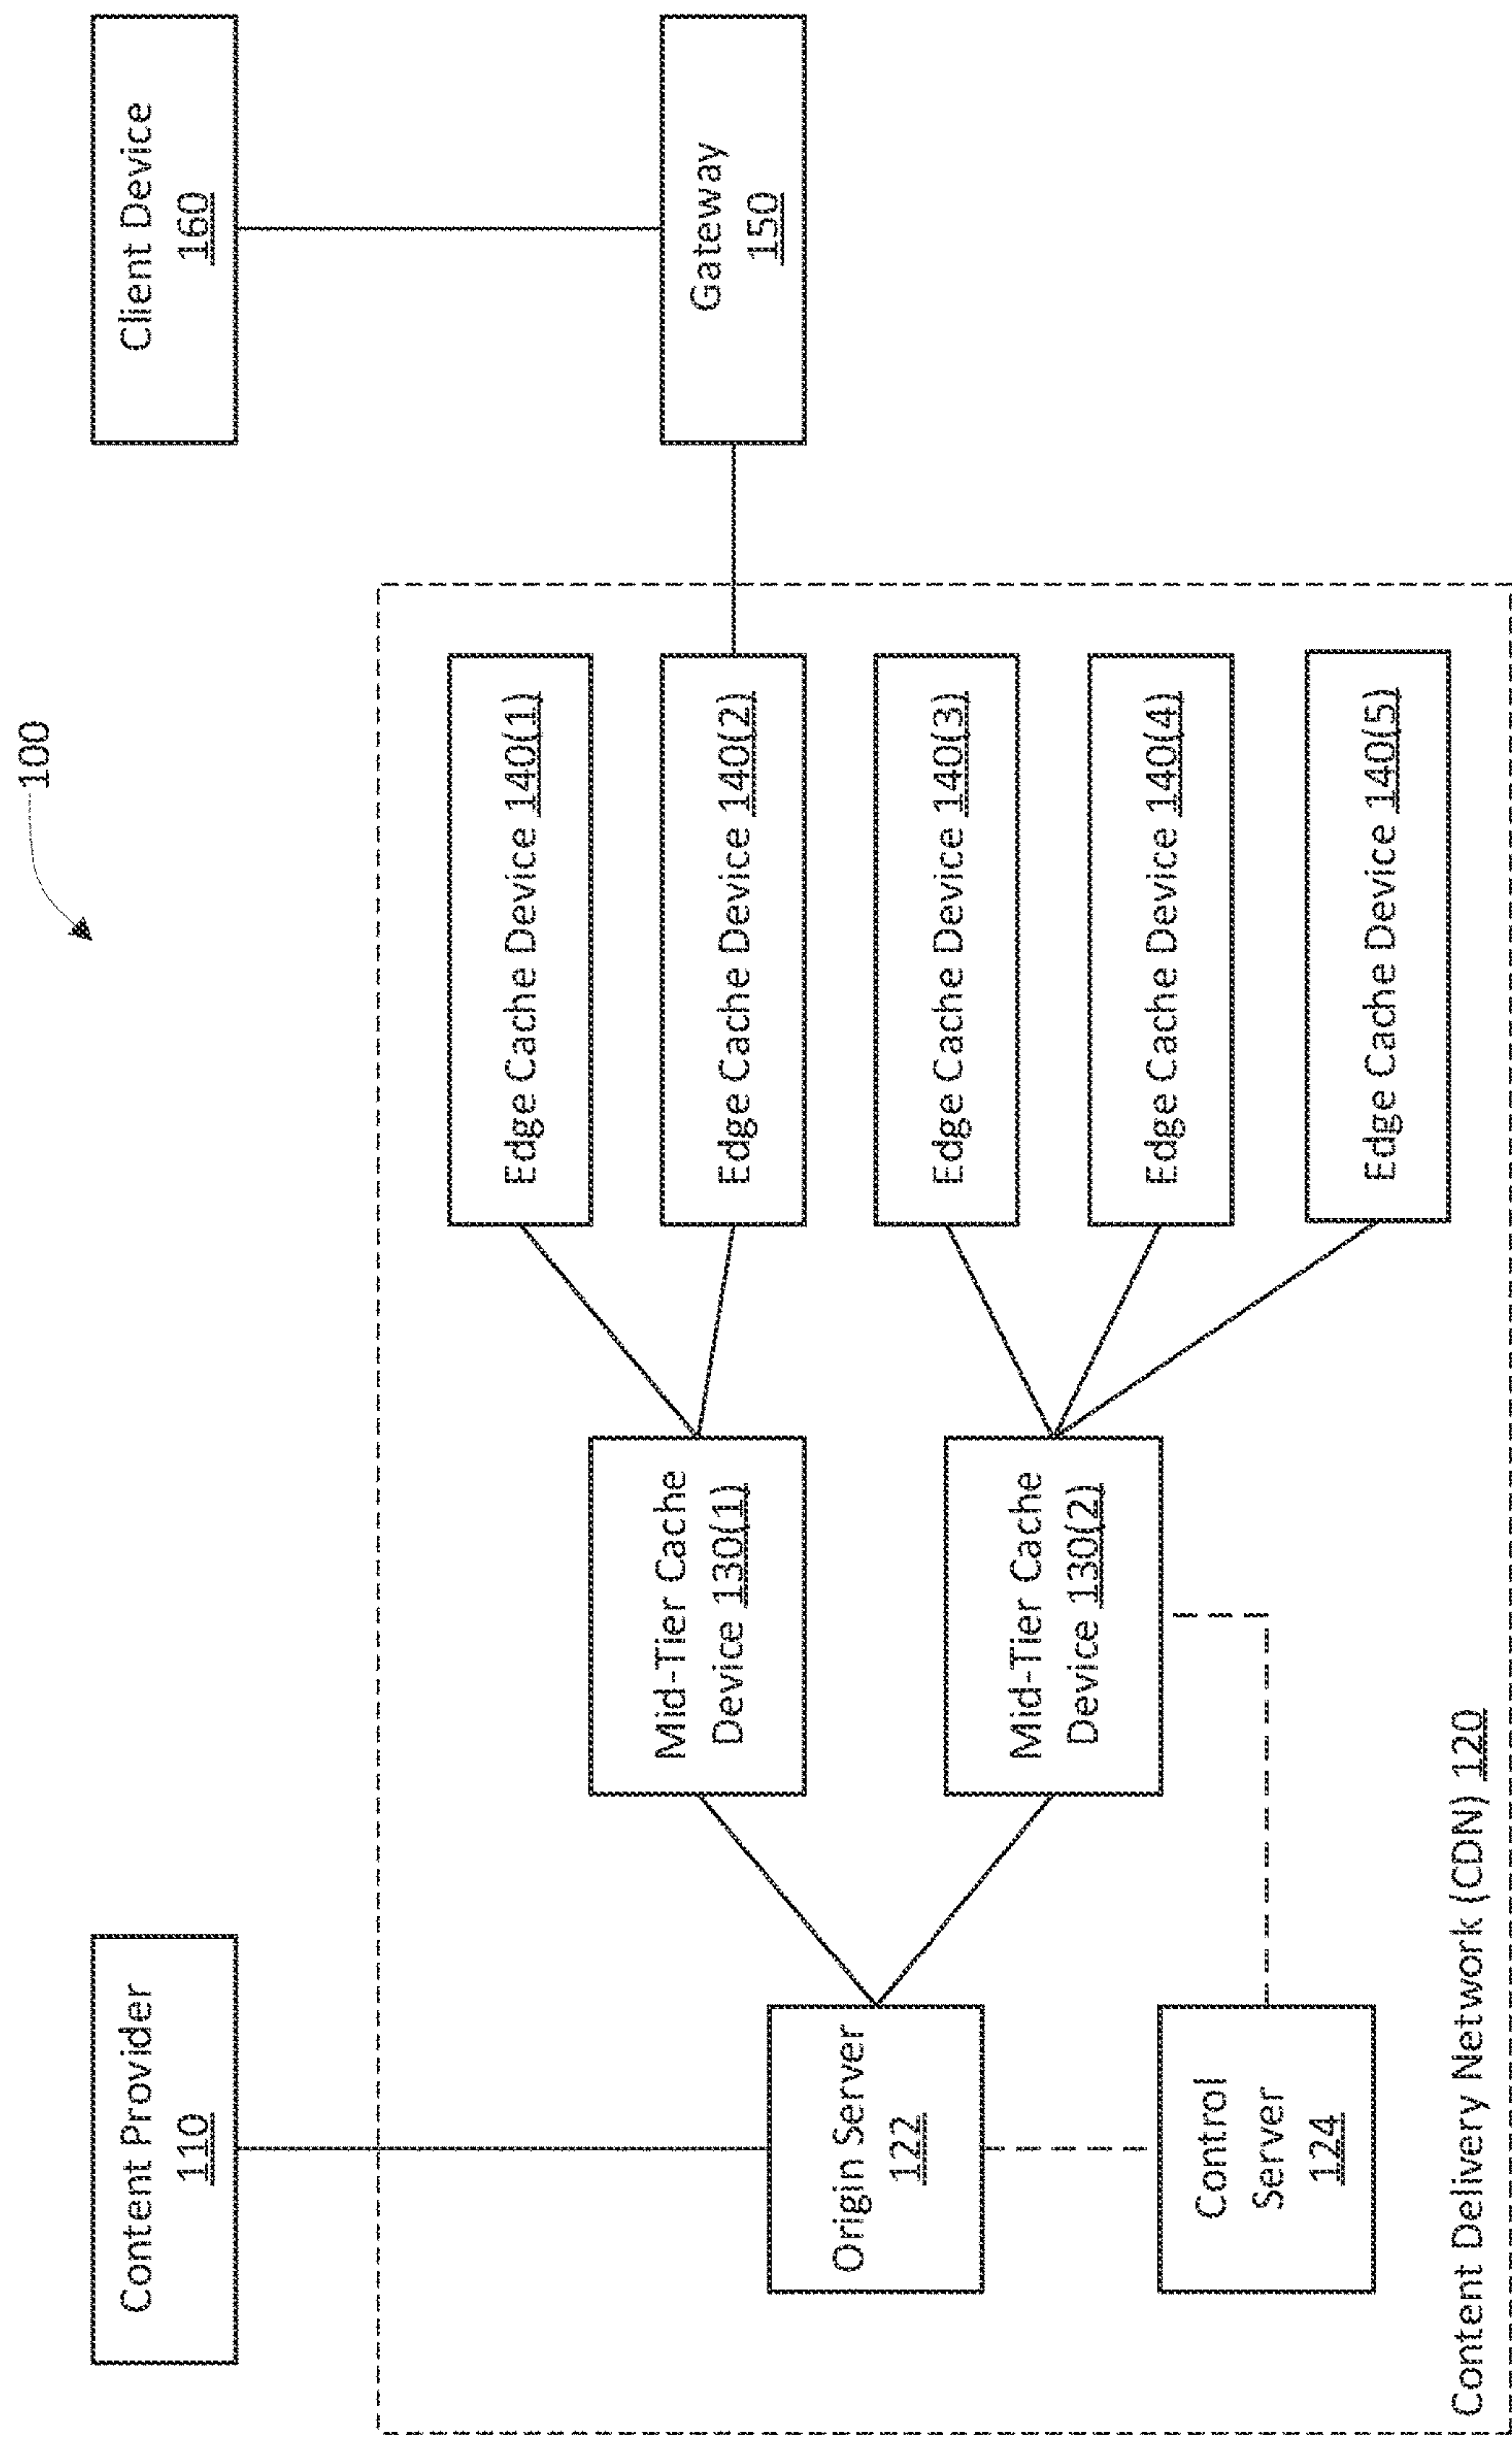 100
Content Provider
110
Client Device
160
Origin Server
122
Control
Server
124
Mid-Tier Cache
Device 130(1)
Mid-Tier Cache
Device 130(2)
Edge Cache Device 140(1)
Edge Cache Device 140(2)
Edge Cache Device 140(3)
Edge Cache Device 140(4)
Edge Cache Device 140(5)
Gateway
150
Content Delivery Network (CDN) 120